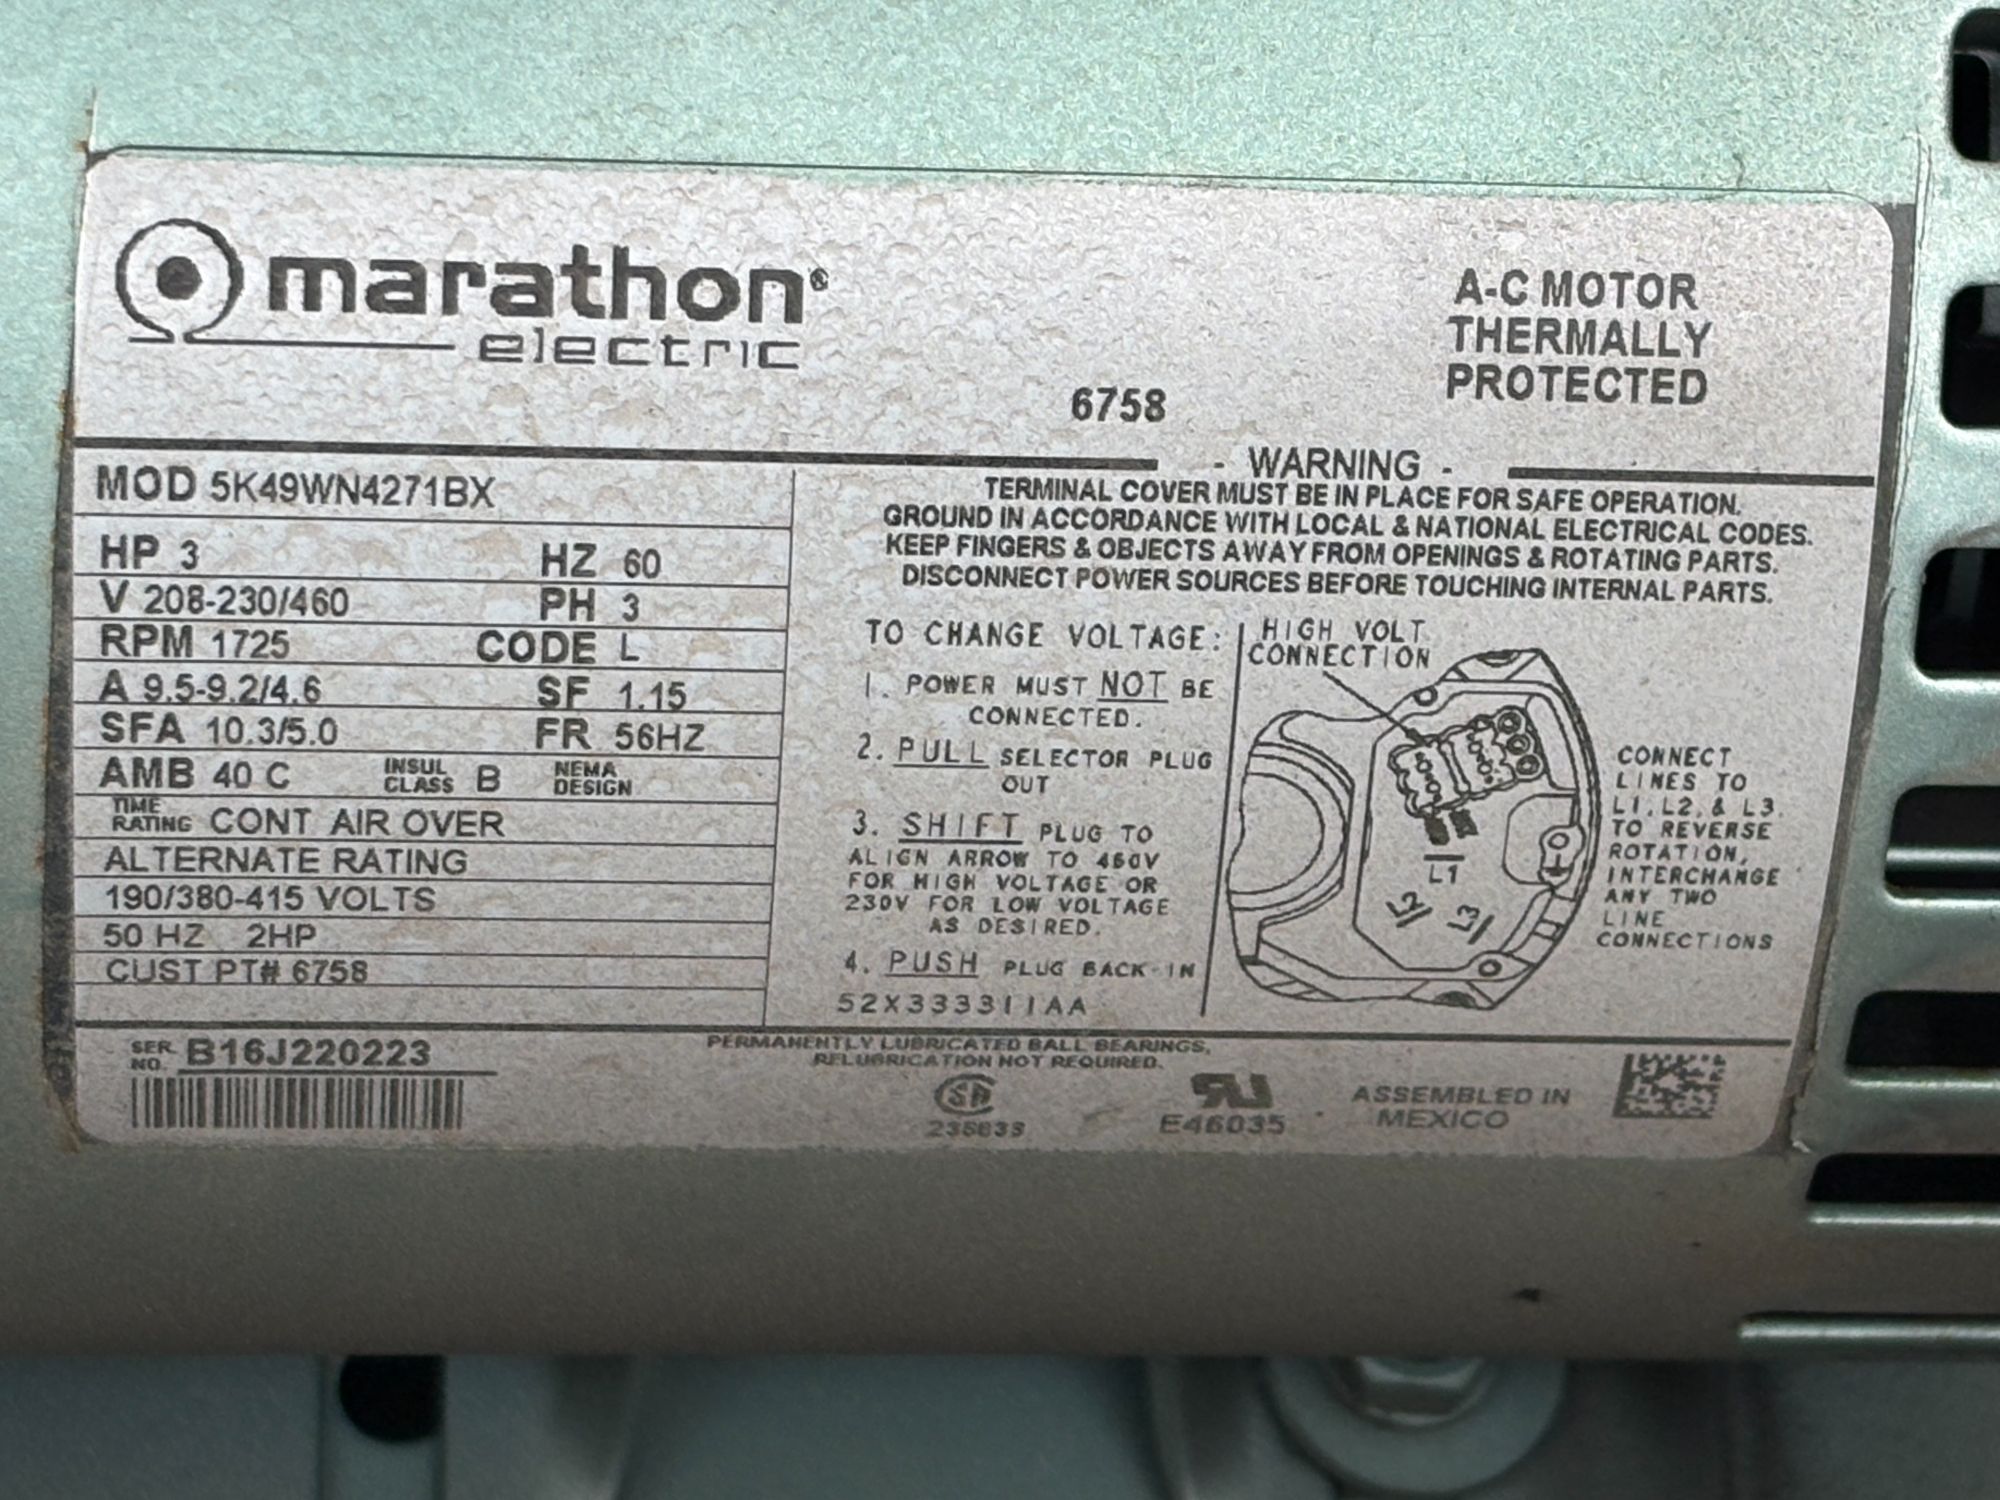 marathon®
electric
A-C MOTOR
THERMALLY
PROTECTED
6758
MOD 5K49WN4271BX
HP 3 HZ 60
V 208-230/460 PH 3
RPM 1725 CODE L
A 9.5-9.2/4.6 SF 1.15
SFA 10.3/5.0 FR 56HZ
AMB 40 C INSUL CLASS B NEMA DESIGN
TIME RATING CONT AIR OVER
ALTERNATE RATING
190/380-415 VOLTS
50 HZ 2HP
CUST PT# 6758
- WARNING -
TERMINAL COVER MUST BE IN PLACE FOR SAFE OPERATION.
GROUND IN ACCORDANCE WITH LOCAL & NATIONAL ELECTRICAL CODES.
KEEP FINGERS & OBJECTS AWAY FROM OPENINGS & ROTATING PARTS.
DISCONNECT POWER SOURCES BEFORE TOUCHING INTERNAL PARTS.
TO CHANGE VOLTAGE:
1. POWER MUST NOT BE
CONNECTED.
2. PULL SELECTOR PLUG
OUT
3. SHIFT PLUG TO
ALIGN ARROW TO 460V
FOR HIGH VOLTAGE OR
230V FOR LOW VOLTAGE
AS DESIRED.
4. PUSH PLUG BACK-IN
52X333311AA
HIGH VOLT
CONNECTION
L1
L2
L3
CONNECT
LINES TO
L1, L2, & L3.
TO REVERSE
ROTATION,
INTERCHANGE
ANY TWO
LINE
CONNECTIONS
SER. NO. B16J220223
PERMANENTLY LUBRICATED BALL BEARINGS.
RELUBRICATION NOT REQUIRED.
E46035
ASSEMBLED IN
MEXICO